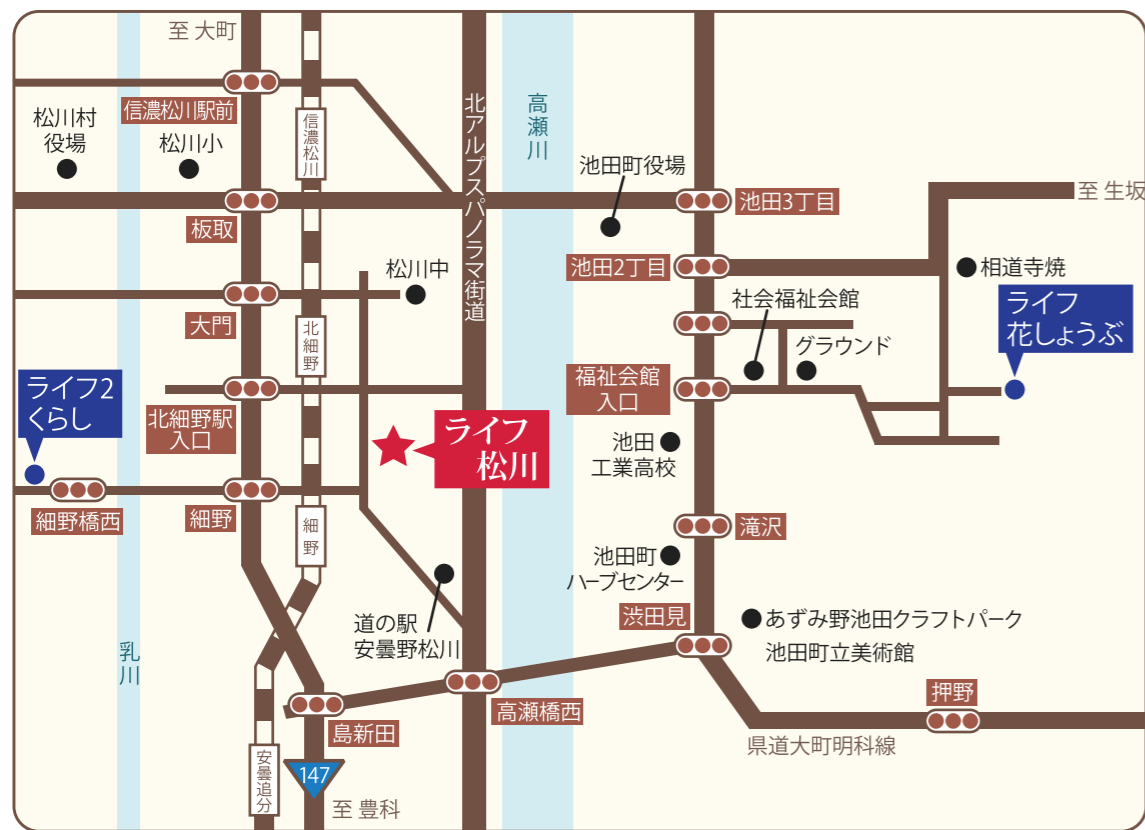 至 大町
信濃松川駅前
松川村
役場
松川小
信濃松川
北アルプスパノラマ街道
高瀬川
池田町役場
池田3丁目
至 生坂
板取
池田2丁目
相道寺焼
松川中
大門
社会福祉会館
ライフ
花しょうぶ
北細野
グラウンド
ライフ2
くらし
北細野駅
入口
福祉会館
入口
ライフ
松川
池田
工業高校
細野橋西
細野
細野
滝沢
池田町
ハーブセンター
道の駅
安曇野松川
渋田見
あずみ野池田クラフトパーク
池田町立美術館
乳川
高瀬橋西
押野
島新田
県道大町明科線
安曇追分
147
至 豊科